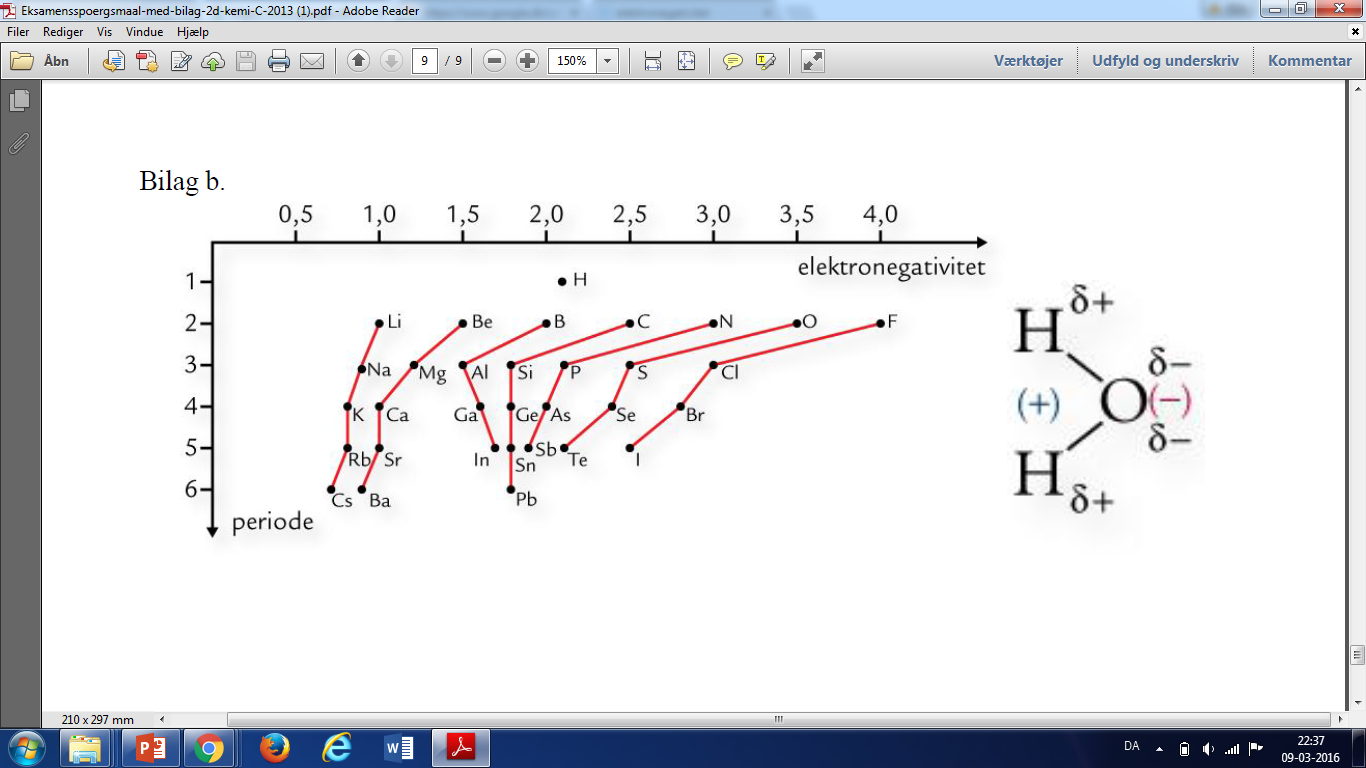 Eksamensspoergsmaal-med-bilag-2d-kemi-C-2013 (1).pdf - Adobe Reader
Filer Rediger Vis Vindue Hjælp
Åbn 9 / 9 150% Værktøjer Udfyld og underskriv Kommentar
Bilag b.
0,5 1,0 1,5 2,0 2,5 3,0 3,5 4,0
elektronegativitet
1 H
2 Li Be B C N O F
3 Na Mg Al Si P S Cl
4 K Ca Ga Ge As Se Br
5 Rb Sr In Sn Sb Te I
6 Cs Ba Pb
periode
H δ+
δ−
(+) O (−)
δ−
H δ+
210 x 297 mm
DA 22:37
09-03-2016